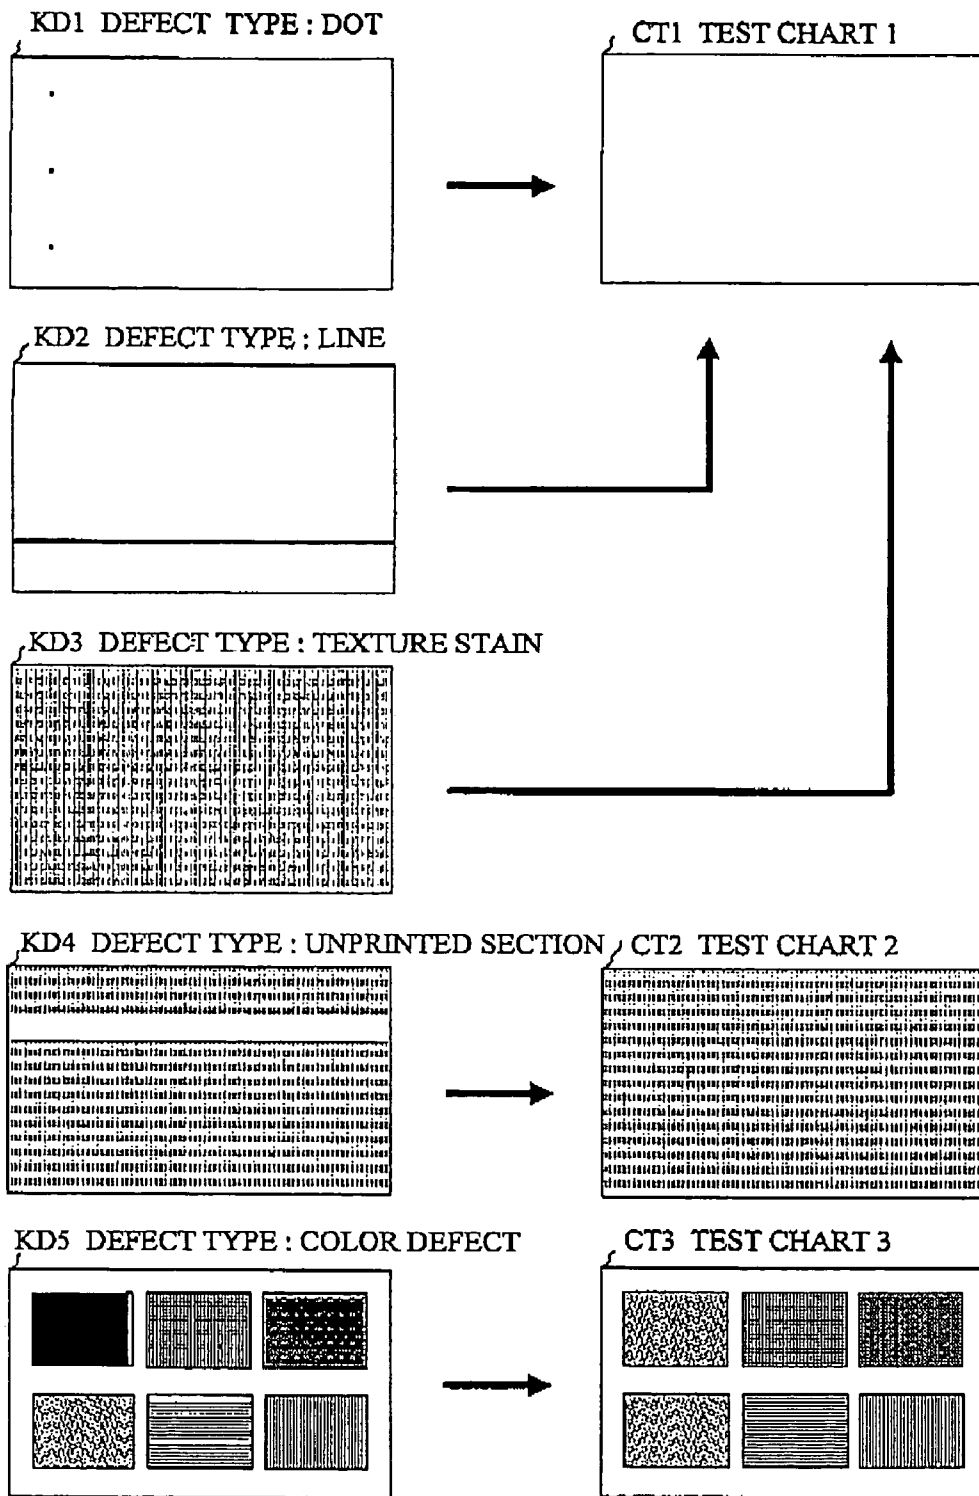 KD1 DEFECT TYPE : DOT
CT1 TEST CHART 1
KD2 DEFECT TYPE : LINE
KD3 DEFECT TYPE : TEXTURE STAIN
KD4 DEFECT TYPE : UNPRINTED SECTION
CT2 TEST CHART 2
KD5 DEFECT TYPE : COLOR DEFECT
CT3 TEST CHART 3